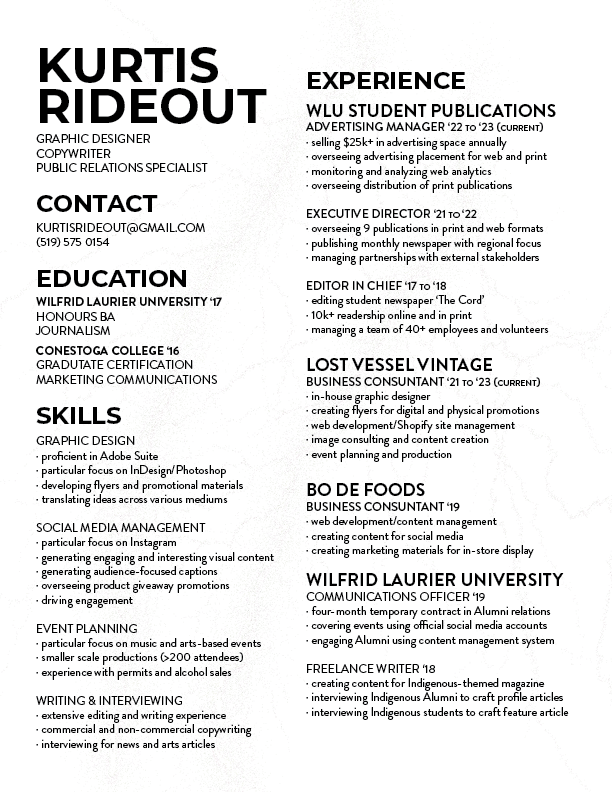 KURTIS
RIDEOUT
GRAPHIC DESIGNER
COPYWRITER
PUBLIC RELATIONS SPECIALIST
CONTACT
KURTISRIDEOUT@GMAIL.COM
(519) 575 0154
EDUCATION
WILFRID LAURIER UNIVERSITY ‘17
HONOURS BA
JOURNALISM
CONESTOGA COLLEGE ‘16
GRADUTATE CERTIFICATION
MARKETING COMMUNICATIONS
SKILLS
GRAPHIC DESIGN
· proficient in Adobe Suite
· particular focus on InDesign/Photoshop
· developing flyers and promotional materials
· translating ideas across various mediums
SOCIAL MEDIA MANAGEMENT
· particular focus on Instagram
· generating engaging and interesting visual content
· generating audience-focused captions
· overseeing product giveaway promotions
· driving engagement
EVENT PLANNING
· particular focus on music and arts-based events
· smaller scale productions (>200 attendees)
· experience with permits and alcohol sales
WRITING & INTERVIEWING
· extensive editing and writing experience
· commercial and non-commercial copywriting
· interviewing for news and arts articles
EXPERIENCE
WLU STUDENT PUBLICATIONS
ADVERTISING MANAGER ‘22 TO ‘23 (CURRENT)
· selling $25k+ in advertising space annually
· overseeing advertising placement for web and print
· monitoring and analyzing web analytics
· overseeing distribution of print publications
EXECUTIVE DIRECTOR ‘21 TO ‘22
· overseeing 9 publications in print and web formats
· publishing monthly newspaper with regional focus
· managing partnerships with external stakeholders
EDITOR IN CHIEF ‘17 TO ‘18
· editing student newspaper ‘The Cord’
· 10k+ readership online and in print
· managing a team of 40+ employees and volunteers
LOST VESSEL VINTAGE
BUSINESS CONSUNTANT ‘21 TO ‘23 (CURRENT)
· in-house graphic designer
· creating flyers for digital and physical promotions
· web development/Shopify site management
· image consulting and content creation
· event planning and production
BO DE FOODS
BUSINESS CONSUNTANT ‘19
· web development/content management
· creating content for social media
· creating marketing materials for in-store display
WILFRID LAURIER UNIVERSITY
COMMUNICATIONS OFFICER ‘19
· four-month temporary contract in Alumni relations
· covering events using official social media accounts
· engaging Alumni using content management system
FREELANCE WRITER ‘18
· creating content for Indigenous-themed magazine
· interviewing Indigenous Alumni to craft profile articles
· interviewing Indigenous students to craft feature article